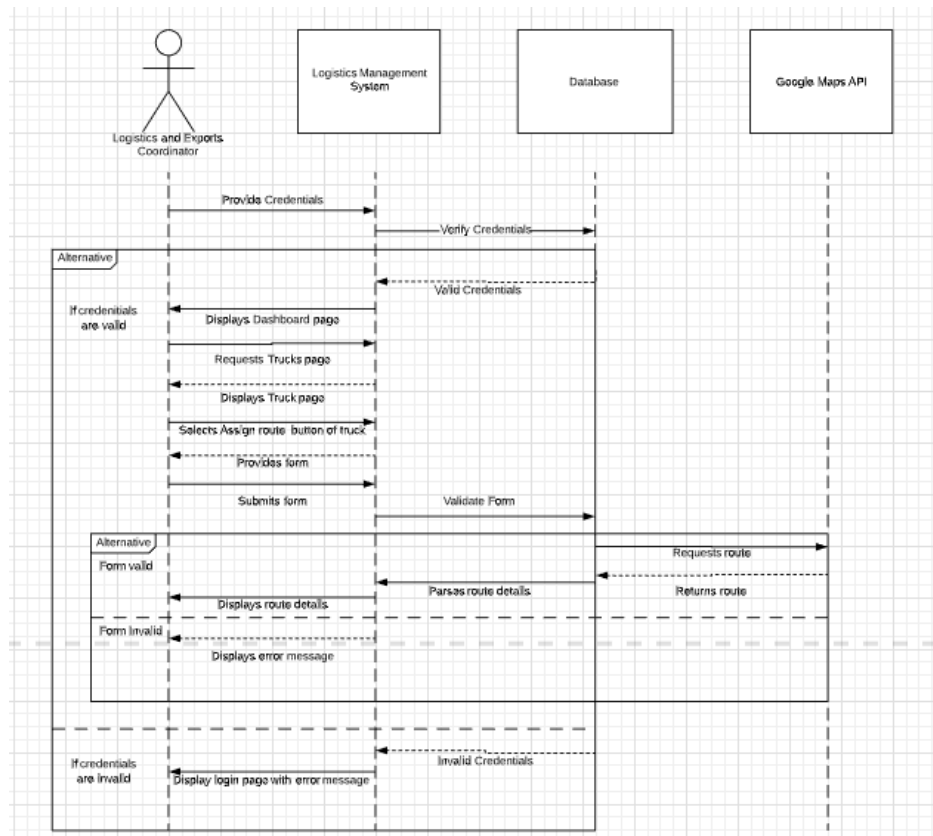 Logistics Management
System
Database
Google Maps API
Logistics and Exports
Coordinator
Provide Credentials
Verify Credentials
Alternative
Valid Credentials
If credenitials
are valid
Displays Dashboard page
Requests Trucks page
Displays Truck page
Selects Assign route button of truck
Provides form
Submits form
Validate Form
Alternative
Requests route
Form valid
Parses route details
Returns route
Displays route details
Form Invalid
Displays error message
If credentials
are Invalid
Invalid Credentials
Display login page with error message